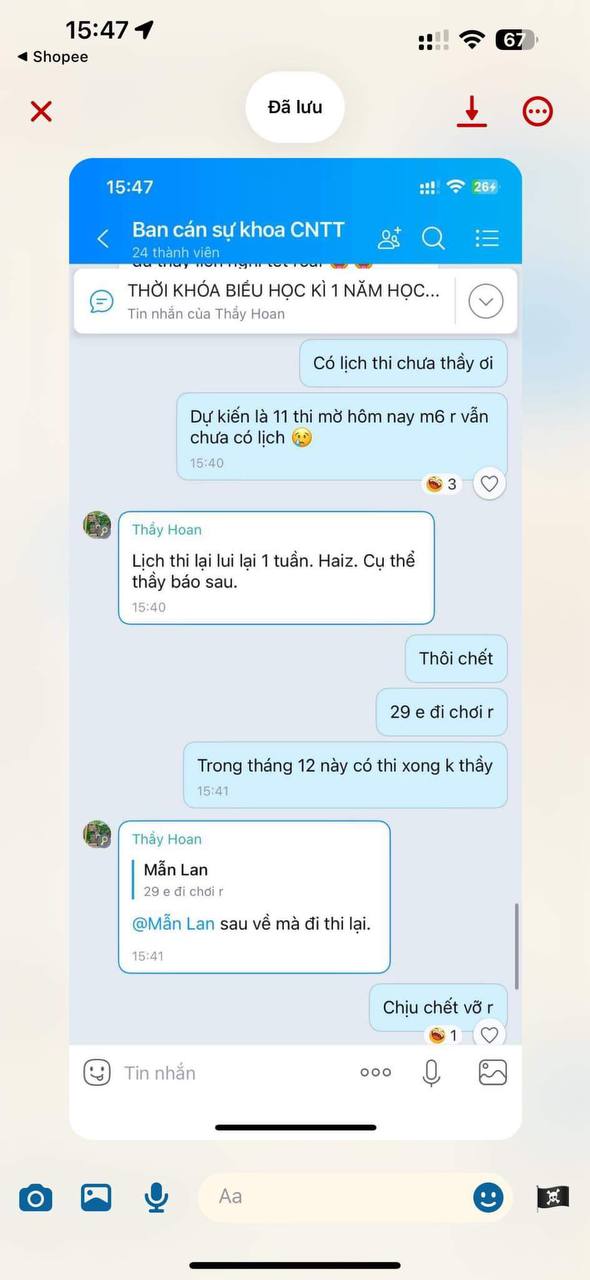 15:47
67
Shopee
Đã lưu
15:47
26
Ban cán sự khoa CNTT
24 thành viên
THỜI KHÓA BIỂU HỌC KÌ 1 NĂM HỌC...
Tin nhắn của Thầy Hoan
Có lịch thi chưa thầy ơi
Dự kiến là 11 thi mờ hôm nay m6 r vẫn
chưa có lịch
15:40
3
Thầy Hoan
Lịch thi lại lui lại 1 tuần. Haiz. Cụ thể
thầy báo sau.
15:40
Thôi chết
29 e đi chơi r
Trong tháng 12 này có thi xong k thầy
15:41
Thầy Hoan
Mẫn Lan
29 e đi chơi r
@Mẫn Lan sau về mà đi thi lại.
15:41
Chịu chết vỡ r
1
Tin nhắn
Aa